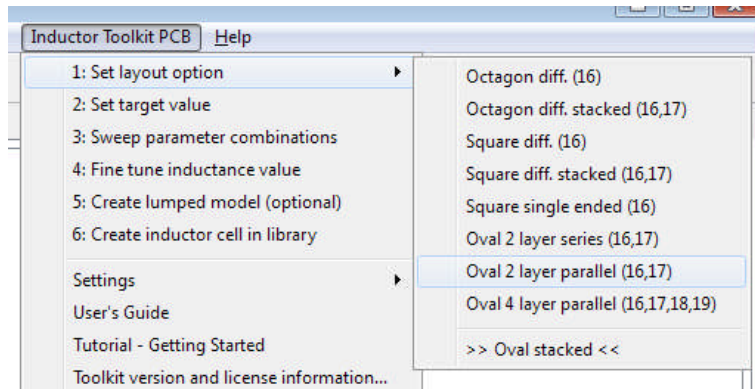 Inductor Toolkit PCB Help
1: Set layout option
2: Set target value
3: Sweep parameter combinations
4: Fine tune inductance value
5: Create lumped model (optional)
6: Create inductor cell in library
Settings
User's Guide
Tutorial - Getting Started
Toolkit version and license information...
Octagon diff. (16)
Octagon diff. stacked (16,17)
Square diff. (16)
Square diff. stacked (16,17)
Square single ended (16)
Oval 2 layer series (16,17)
Oval 2 layer parallel (16,17)
Oval 4 layer parallel (16,17,18,19)
>> Oval stacked <<